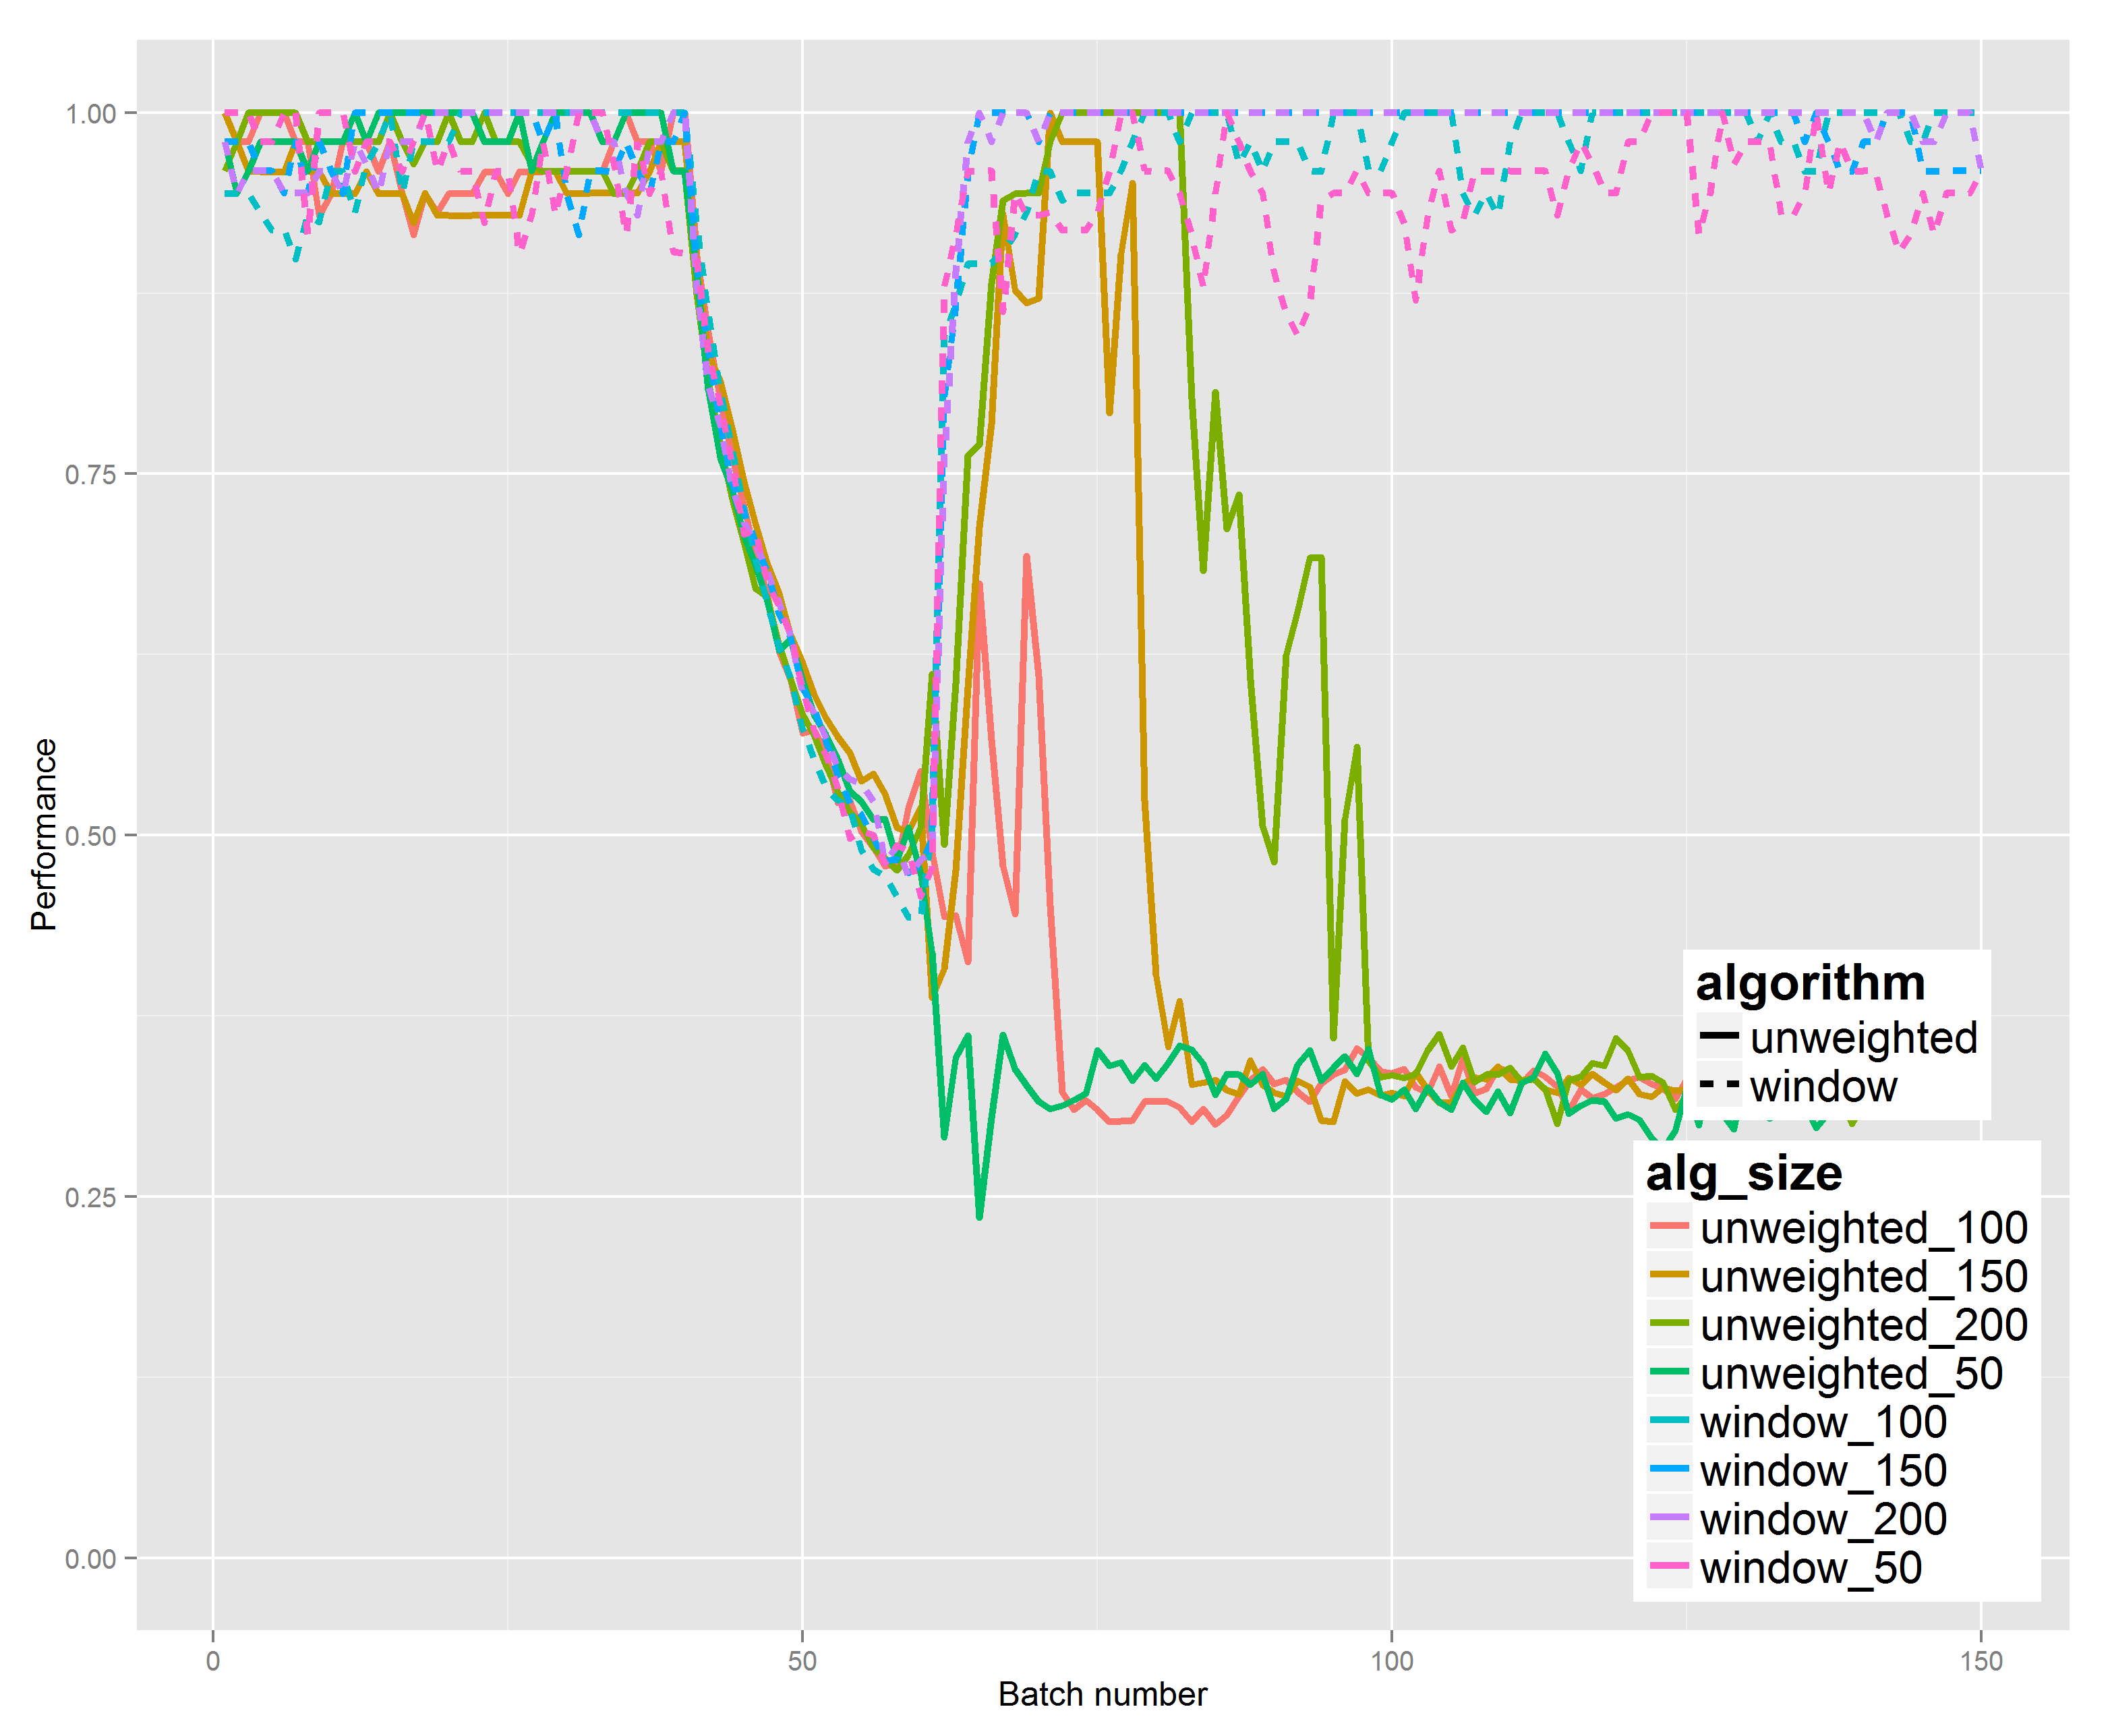 1.00
0.75
0.50
0.25
0.00
Performance
0
50
100
150
Batch number
algorithm
unweighted
window
alg_size
unweighted_100
unweighted_150
unweighted_200
unweighted_50
window_100
window_150
window_200
window_50